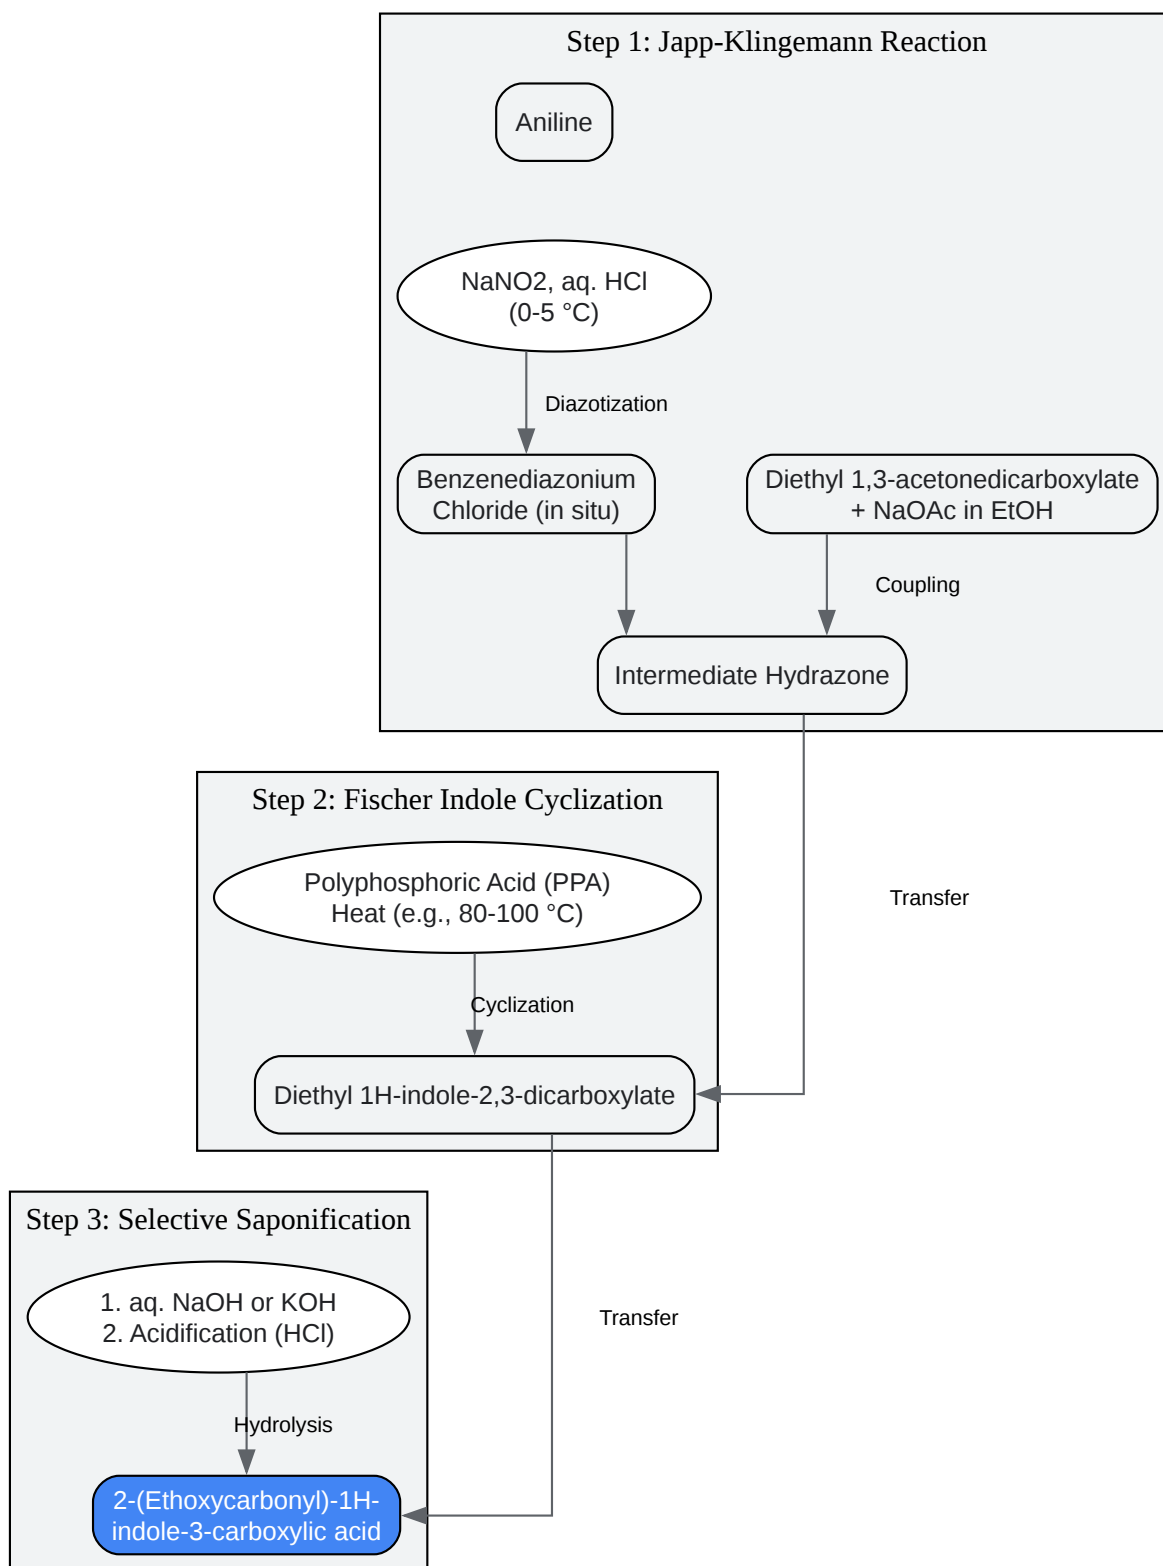 Step 1: Japp-Klingemann Reaction
Aniline
NaNO2, aq. HCl
(0-5 °C)
Diazotization
Benzenediazonium
Chloride (in situ)
Diethyl 1,3-acetonedicarboxylate
+ NaOAc in EtOH
Coupling
Intermediate Hydrazone
Step 2: Fischer Indole Cyclization
Polyphosphoric Acid (PPA)
Heat (e.g., 80-100 °C)
Transfer
Cyclization
Diethyl 1H-indole-2,3-dicarboxylate
Step 3: Selective Saponification
1. aq. NaOH or KOH
2. Acidification (HCl)
Transfer
Hydrolysis
2-(Ethoxycarbonyl)-1H-
indole-3-carboxylic acid